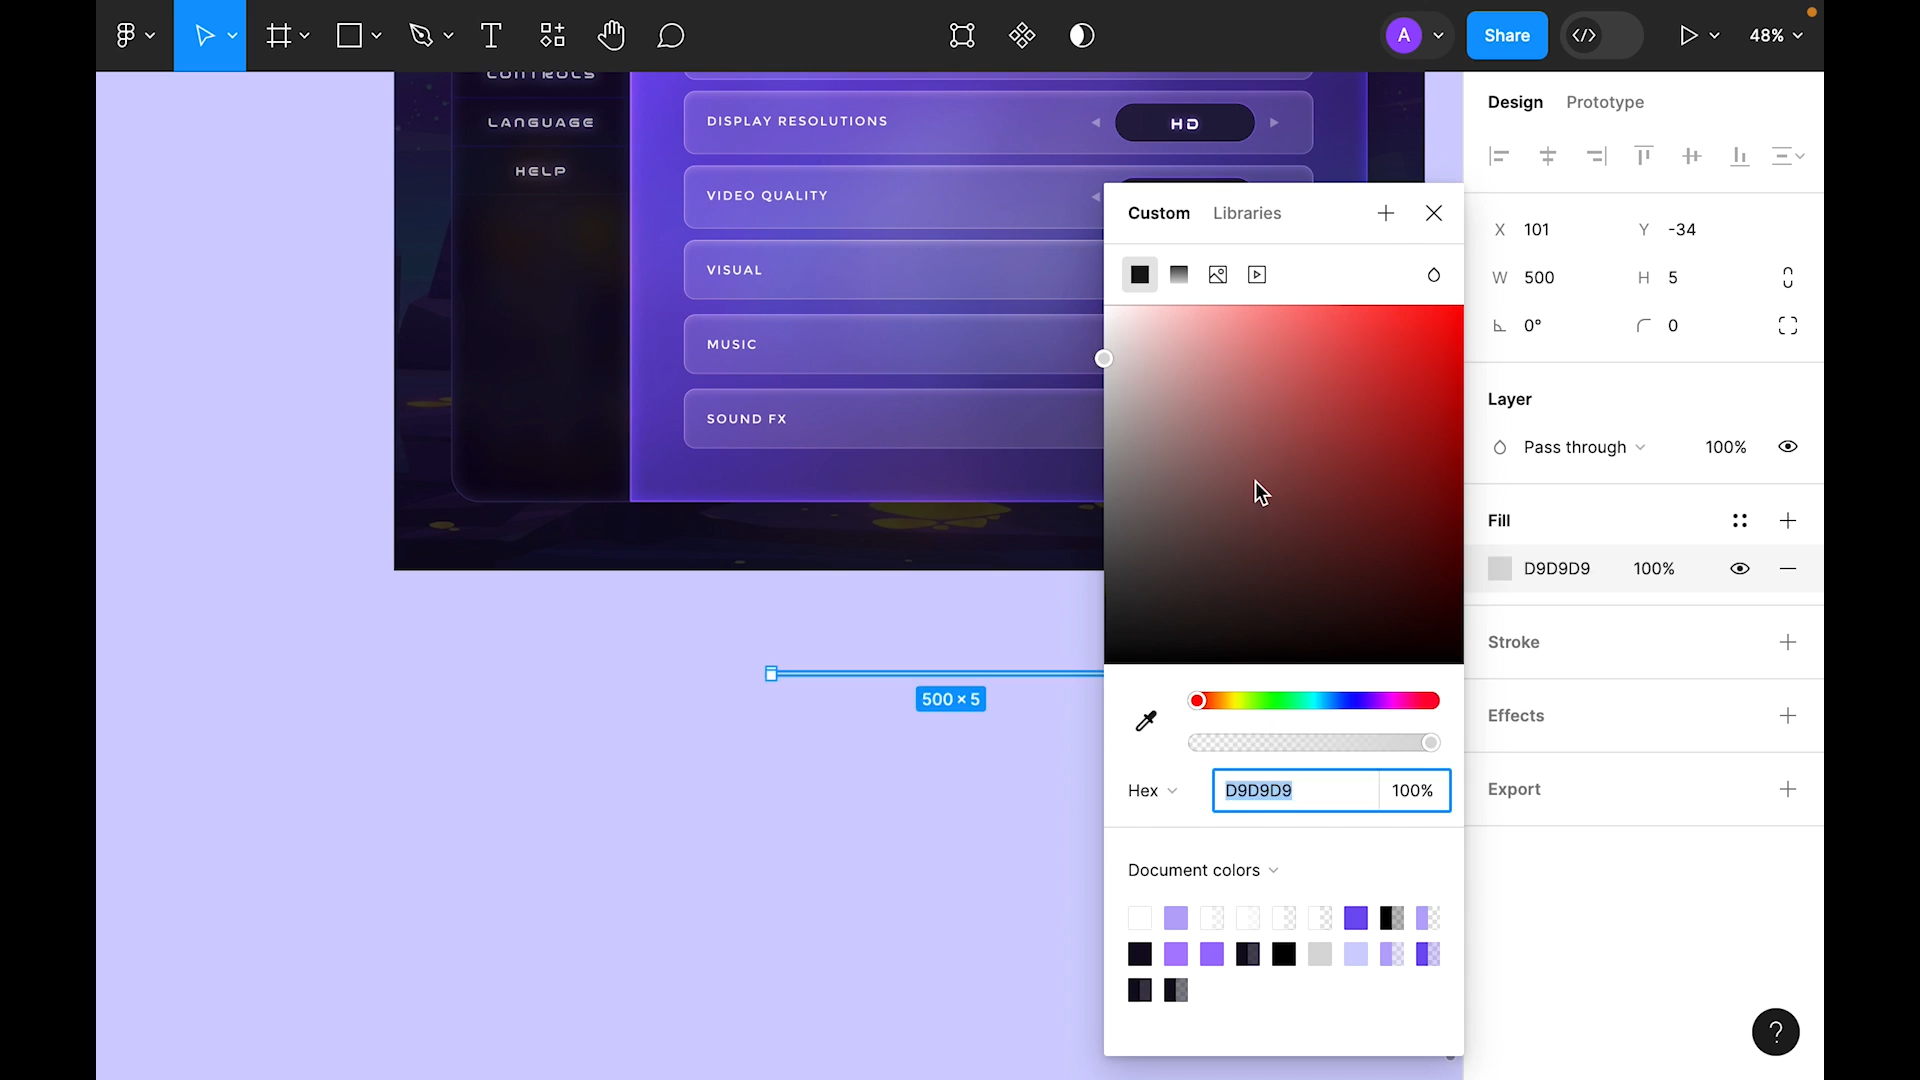 A
Share
48%
CONTROLS
LANGUAGE
HELP
DISPLAY RESOLUTIONS
HD
VIDEO QUALITY
VISUAL
MUSIC
SOUND FX
500 × 5
Custom
Libraries
Hex
D9D9D9
100%
Document colors
Design
Prototype
X 101
Y -34
W 500
H 5
0°
0
Layer
Pass through
100%
Fill
D9D9D9
100%
Stroke
Effects
Export
?